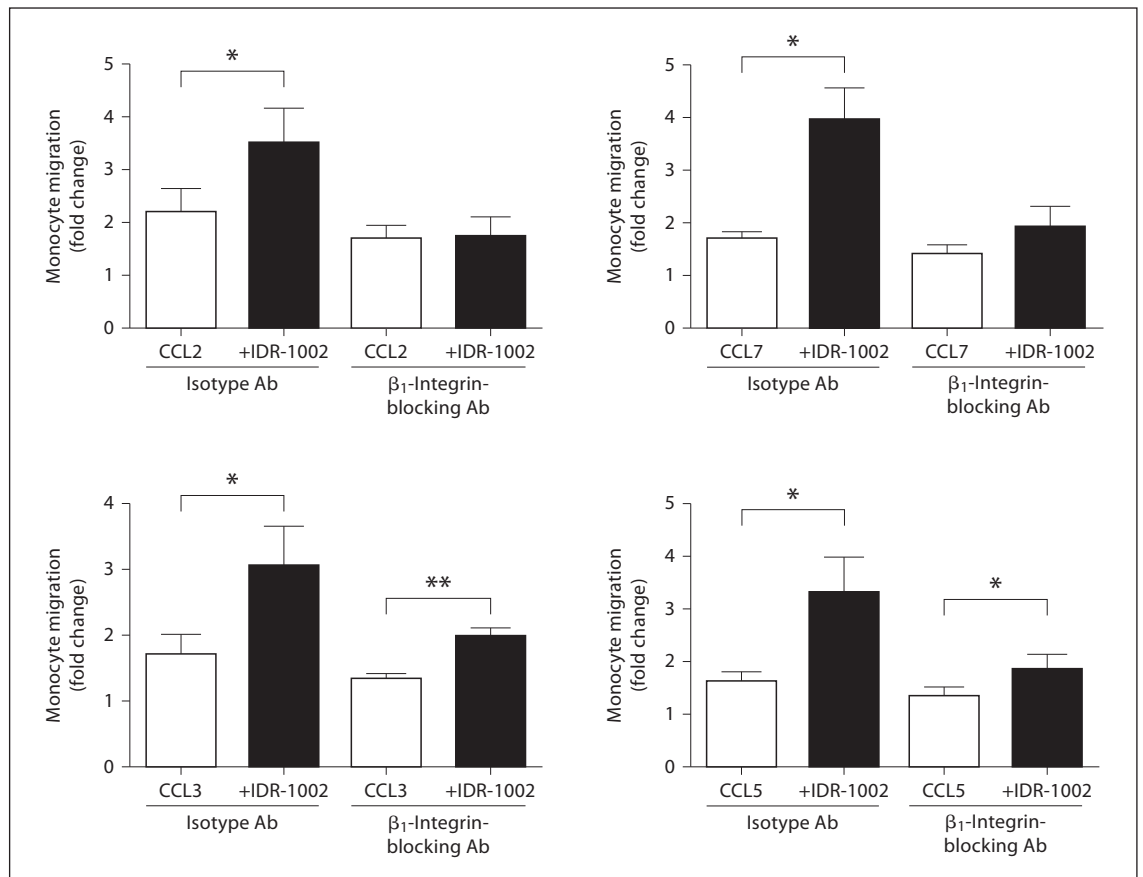 *
5
4
3
2
1
0
Monocyte migration
(fold change)
CCL2 +IDR-1002 CCL2 +IDR-1002
Isotype Ab β₁-Integrin-
blocking Ab
*
5
4
3
2
1
0
Monocyte migration
(fold change)
CCL7 +IDR-1002 CCL7 +IDR-1002
Isotype Ab β₁-Integrin-
blocking Ab
*
**
4
3
2
1
0
Monocyte migration
(fold change)
CCL3 +IDR-1002 CCL3 +IDR-1002
Isotype Ab β₁-Integrin-
blocking Ab
*
*
5
4
3
2
1
0
Monocyte migration
(fold change)
CCL5 +IDR-1002 CCL5 +IDR-1002
Isotype Ab β₁-Integrin-
blocking Ab